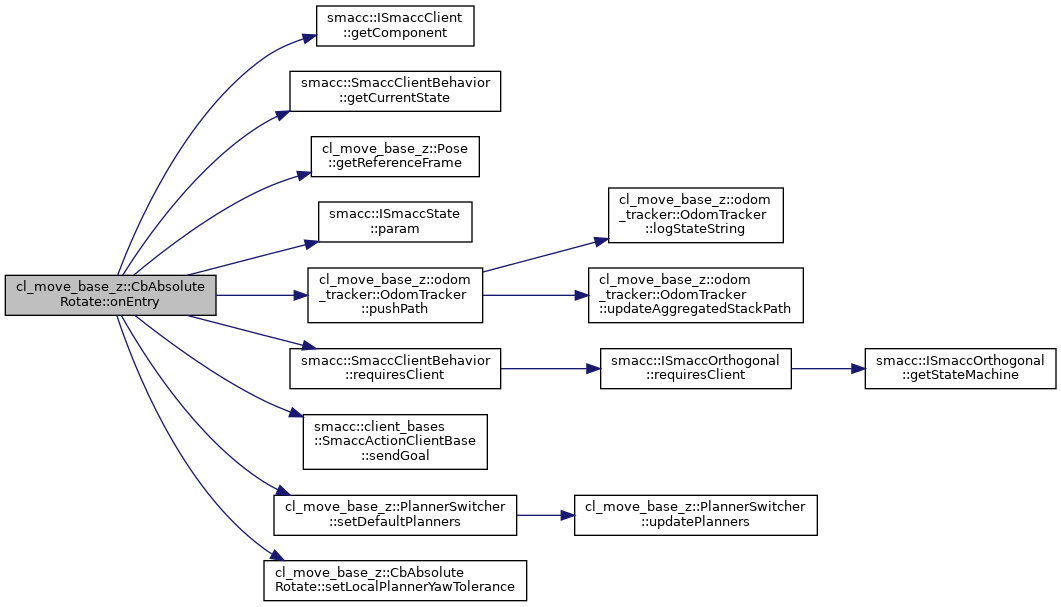 smacc::ISmaccClient
::getComponent
smacc::SmaccClientBehavior
::getCurrentState
cl_move_base_z::Pose
::getReferenceFrame
smacc::ISmaccState
::param
cl_move_base_z::CbAbsolute
Rotate::onEntry
cl_move_base_z::odom
_tracker::OdomTracker
::pushPath
cl_move_base_z::odom
_tracker::OdomTracker
::logStateString
cl_move_base_z::odom
_tracker::OdomTracker
::updateAggregatedStackPath
smacc::SmaccClientBehavior
::requiresClient
smacc::ISmaccOrthogonal
::requiresClient
smacc::ISmaccOrthogonal
::getStateMachine
smacc::client_bases
::SmaccActionClientBase
::sendGoal
cl_move_base_z::PlannerSwitcher
::setDefaultPlanners
cl_move_base_z::PlannerSwitcher
::updatePlanners
cl_move_base_z::CbAbsolute
Rotate::setLocalPlannerYawTolerance